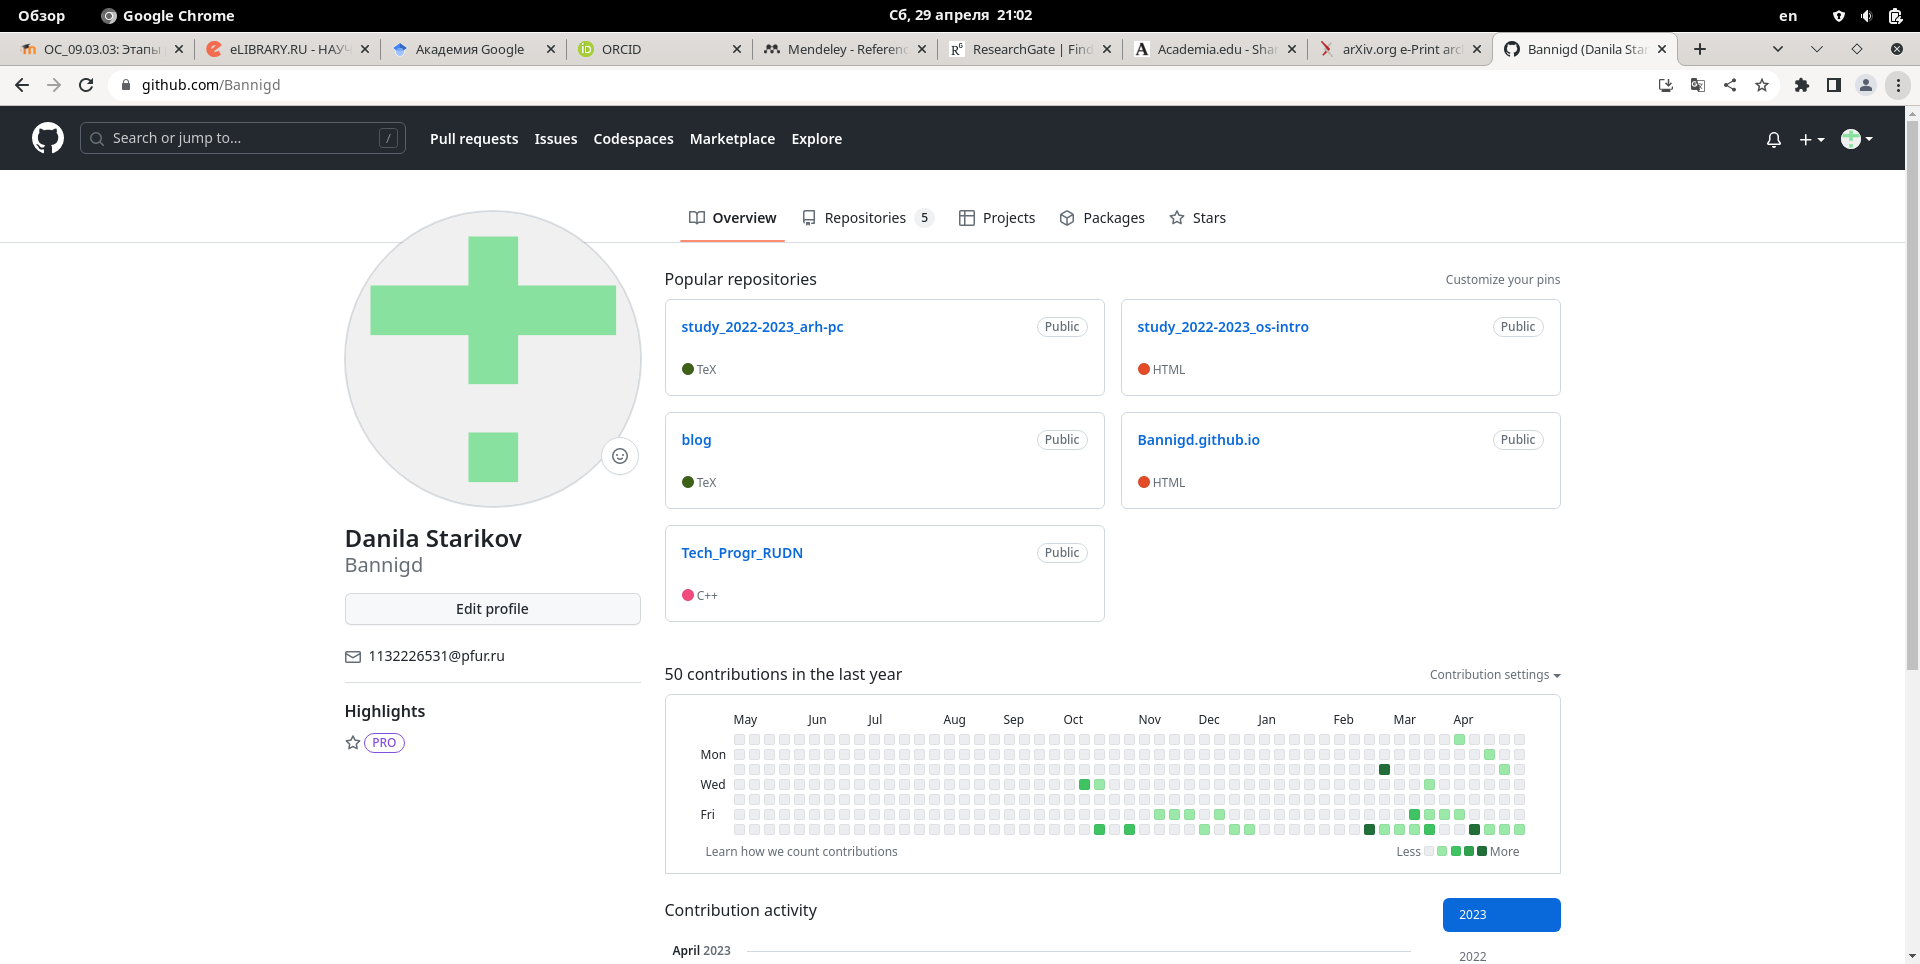 Обзор Google Chrome Сб, 29 апреля 21:02 en
ОС_09.03.03: Этапы eLIBRARY.RU - НАУЧ Академия Google ORCID Mendeley - Referenc ResearchGate | Find Academia.edu - Shar arXiv.org e-Print arc Bannigd (Danila Star
github.com/Bannigd
Search or jump to... / Pull requests Issues Codespaces Marketplace Explore
Overview Repositories 5 Projects Packages Stars
Popular repositories Customize your pins
study_2022-2023_arh-pc Public
TeX
study_2022-2023_os-intro Public
HTML
blog Public
TeX
Bannigd.github.io Public
HTML
Tech_Progr_RUDN Public
C++
Danila Starikov
Bannigd
Edit profile
1132226531@pfur.ru
Highlights
PRO
50 contributions in the last year Contribution settings
May Jun Jul Aug Sep Oct Nov Dec Jan Feb Mar Apr
Mon
Wed
Fri
Learn how we count contributions Less More
Contribution activity 2023
April 2023
2022